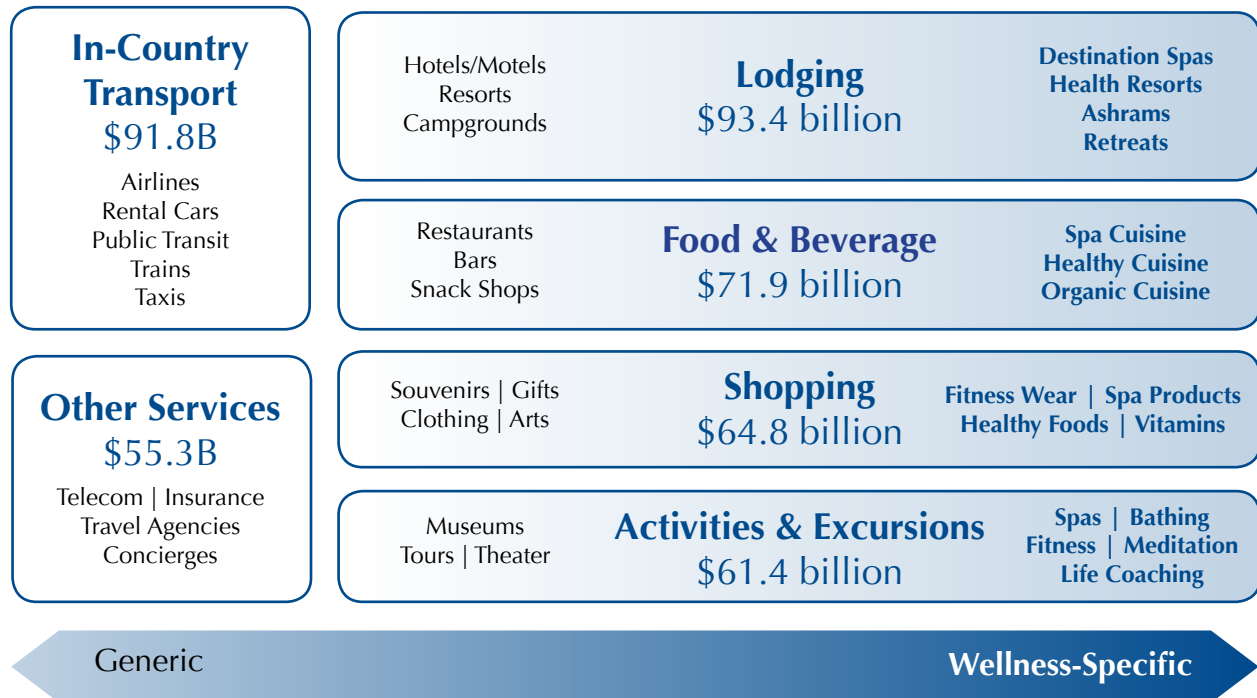 In-Country
Transport
$91.8B
Airlines
Rental Cars
Public Transit
Trains
Taxis
Other Services
$55.3B
Telecom | Insurance
Travel Agencies
Concierges
Hotels/Motels
Resorts
Campgrounds
Lodging
$93.4 billion
Destination Spas
Health Resorts
Ashrams
Retreats
Restaurants
Bars
Snack Shops
Food & Beverage
$71.9 billion
Spa Cuisine
Healthy Cuisine
Organic Cuisine
Souvenirs | Gifts
Clothing | Arts
Shopping
$64.8 billion
Fitness Wear | Spa Products
Healthy Foods | Vitamins
Museums
Tours | Theater
Activities & Excursions
$61.4 billion
Spas | Bathing
Fitness | Meditation
Life Coaching
Generic
Wellness-Specific